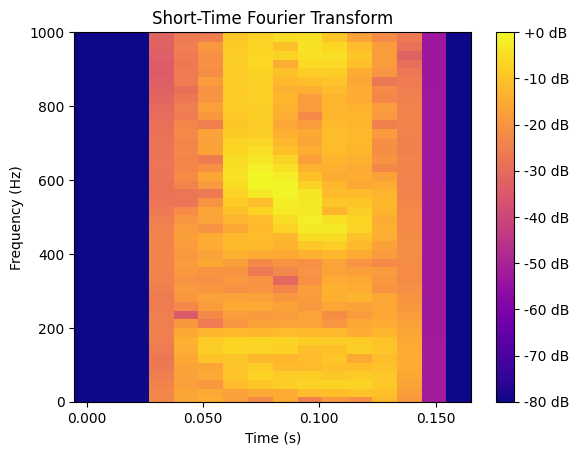 Short-Time Fourier Transform
1000
800
600
400
200
0
Frequency (Hz)
0.000
0.050
0.100
0.150
Time (s)
+0 dB
-10 dB
-20 dB
-30 dB
-40 dB
-50 dB
-60 dB
-70 dB
-80 dB